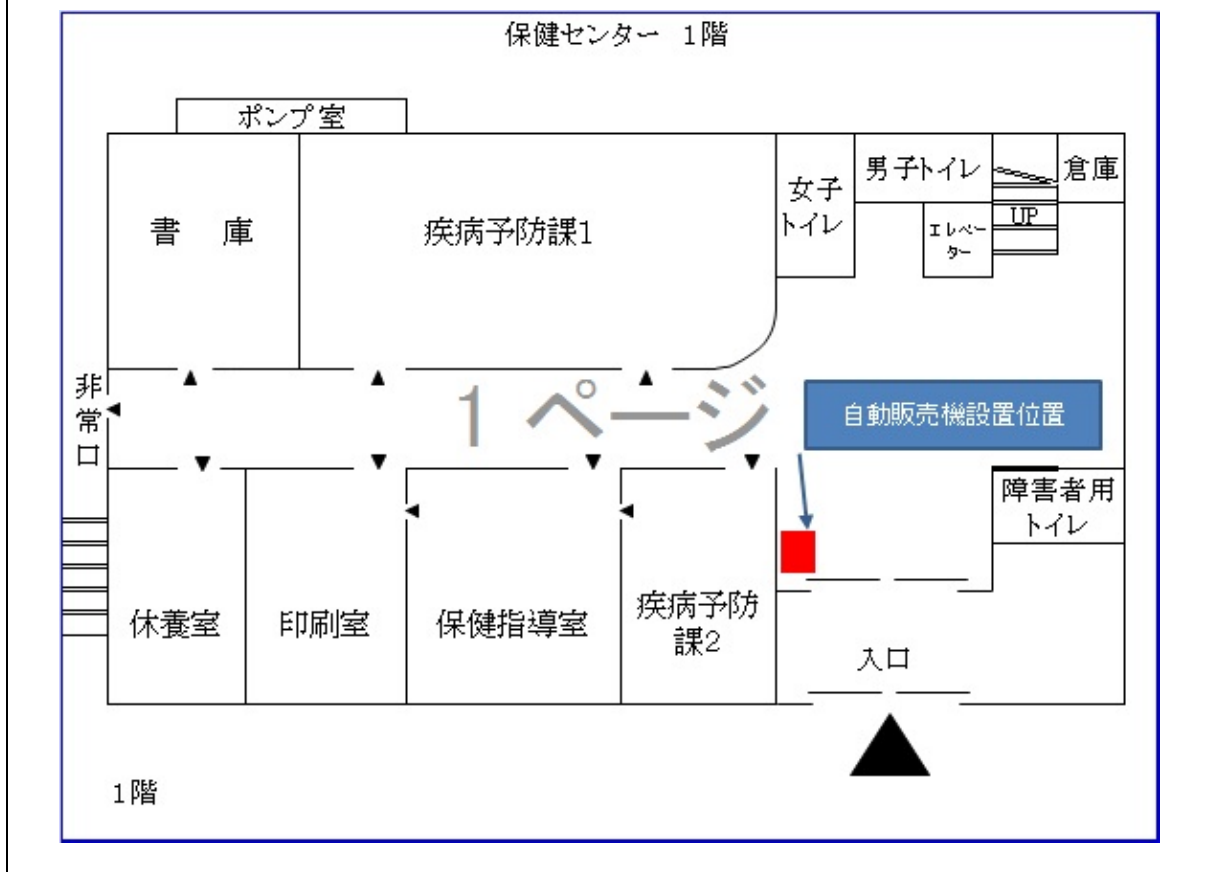 保健センター １階
ポンプ室
書　庫
疾病予防課1
女子
トイレ
男子トイレ
倉庫
UP
エレベー
ター
非
常
口
1 ページ
自動販売機設置位置
障害者用
トイレ
休養室
印刷室
保健指導室
疾病予防
課2
入口
１階